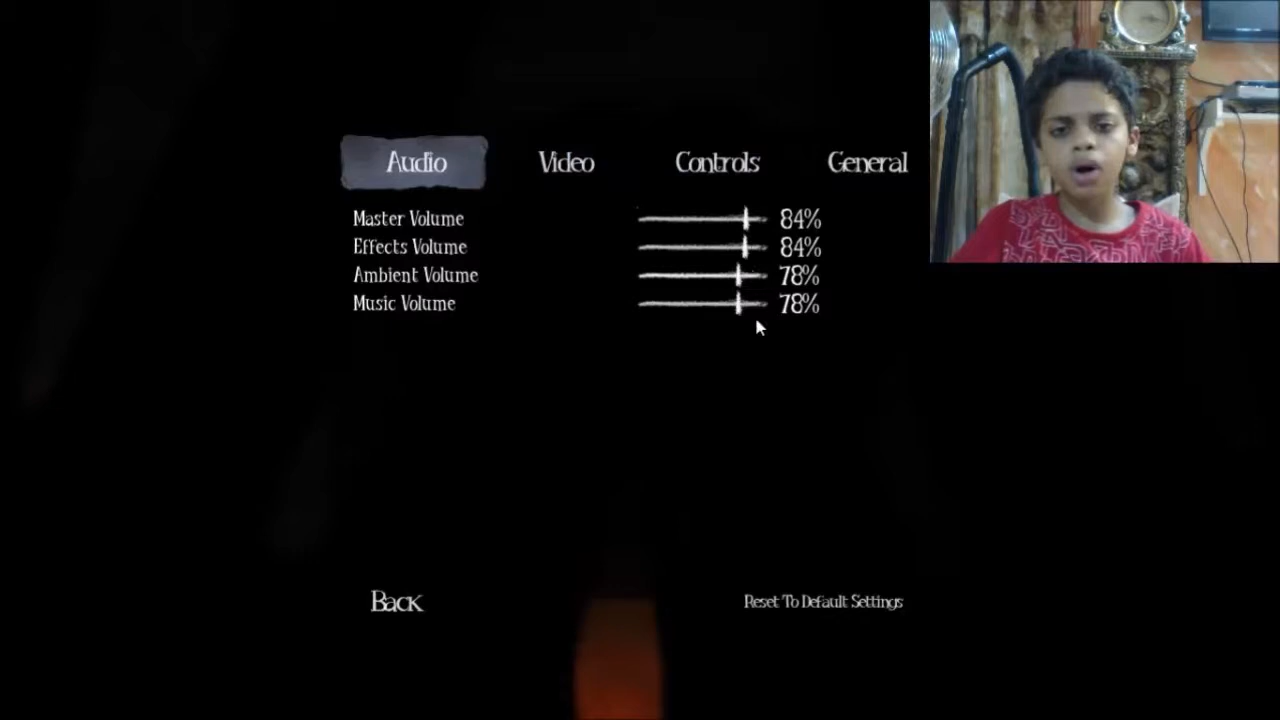 Audio Video Controls General
Master Volume 84%
Effects Volume 84%
Ambient Volume 78%
Music Volume 78%
Back Reset To Default Settings